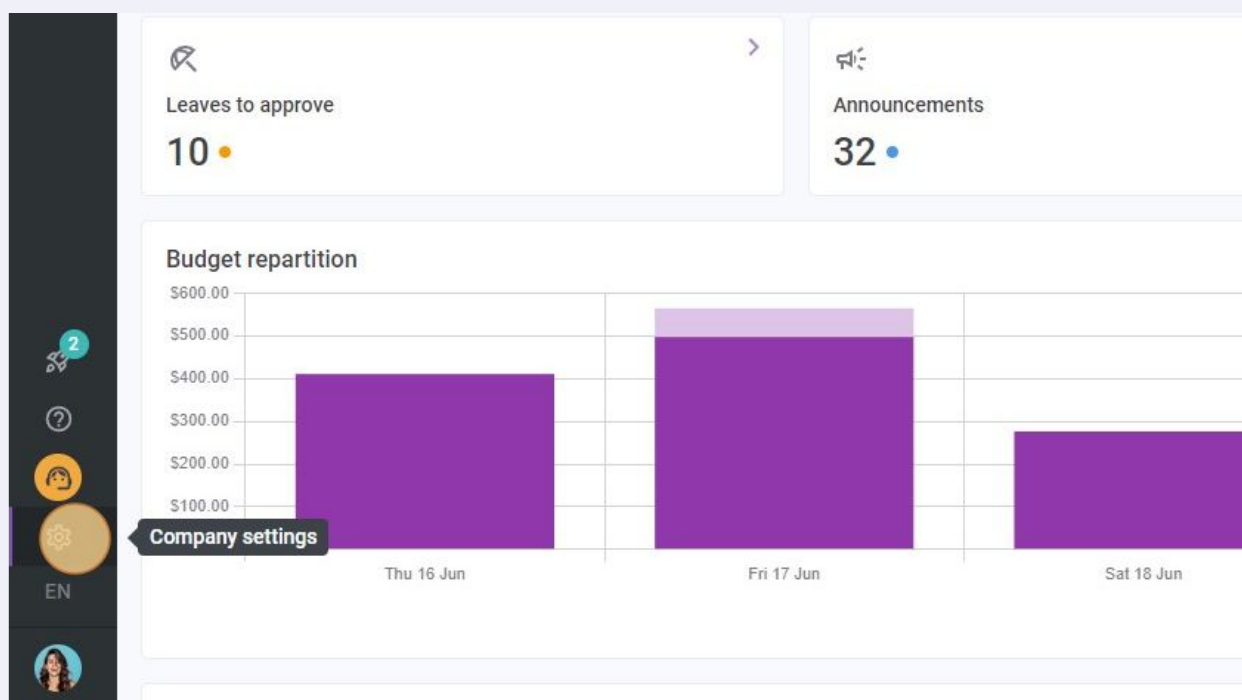 Leaves to approve
10
Announcements
32
Budget repartition
$600.00
$500.00
$400.00
$300.00
$200.00
$100.00
Thu 16 Jun
Fri 17 Jun
Sat 18 Jun
2
Company settings
EN